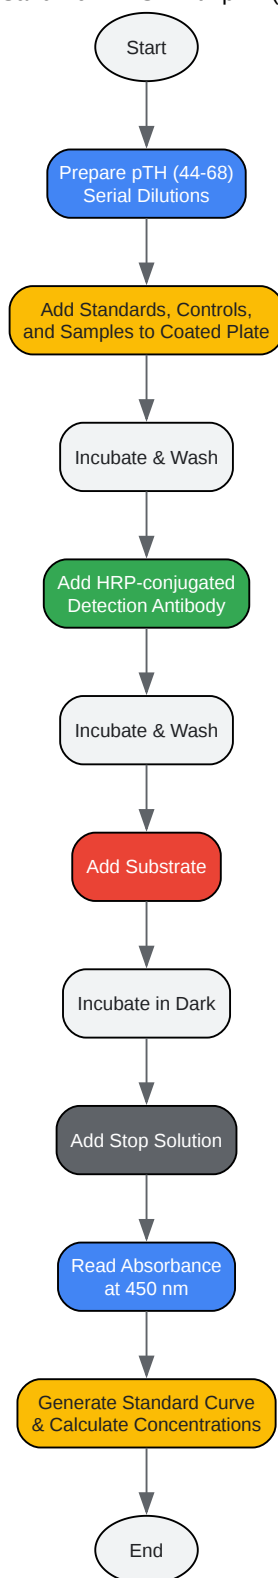 Start
Prepare pTH (44-68)
Serial Dilutions
Add Standards, Controls,
and Samples to Coated Plate
Incubate & Wash
Add HRP-conjugated
Detection Antibody
Incubate & Wash
Add Substrate
Incubate in Dark
Add Stop Solution
Read Absorbance
at 450 nm
Generate Standard Curve
& Calculate Concentrations
End